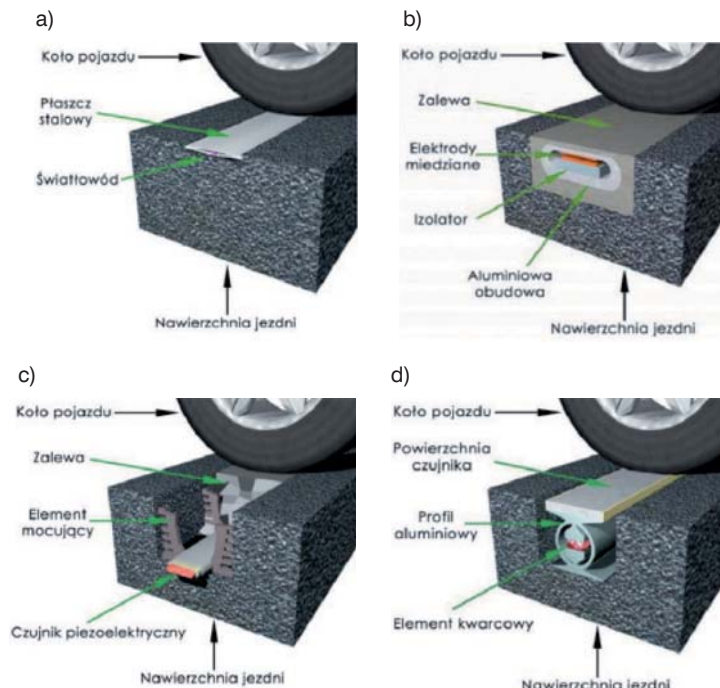 a)
Koło pojazdu
Płaszcz
stalowy
Światłowód
Nawierzchnia jezdni
b)
Koło pojazdu
Zalewa
Elektrody
miedziane
Izolator
Aluminiowa
obudowa
Nawierzchnia jezdni
c)
Koło pojazdu
Zalewa
Element
mocujący
Czujnik piezoelektryczny
Nawierzchnia jezdni
d)
Koło pojazdu
Powierzchnia
czujnika
Profil
aluminiowy
Element kwarcowy
Nawierzchnia jezdni